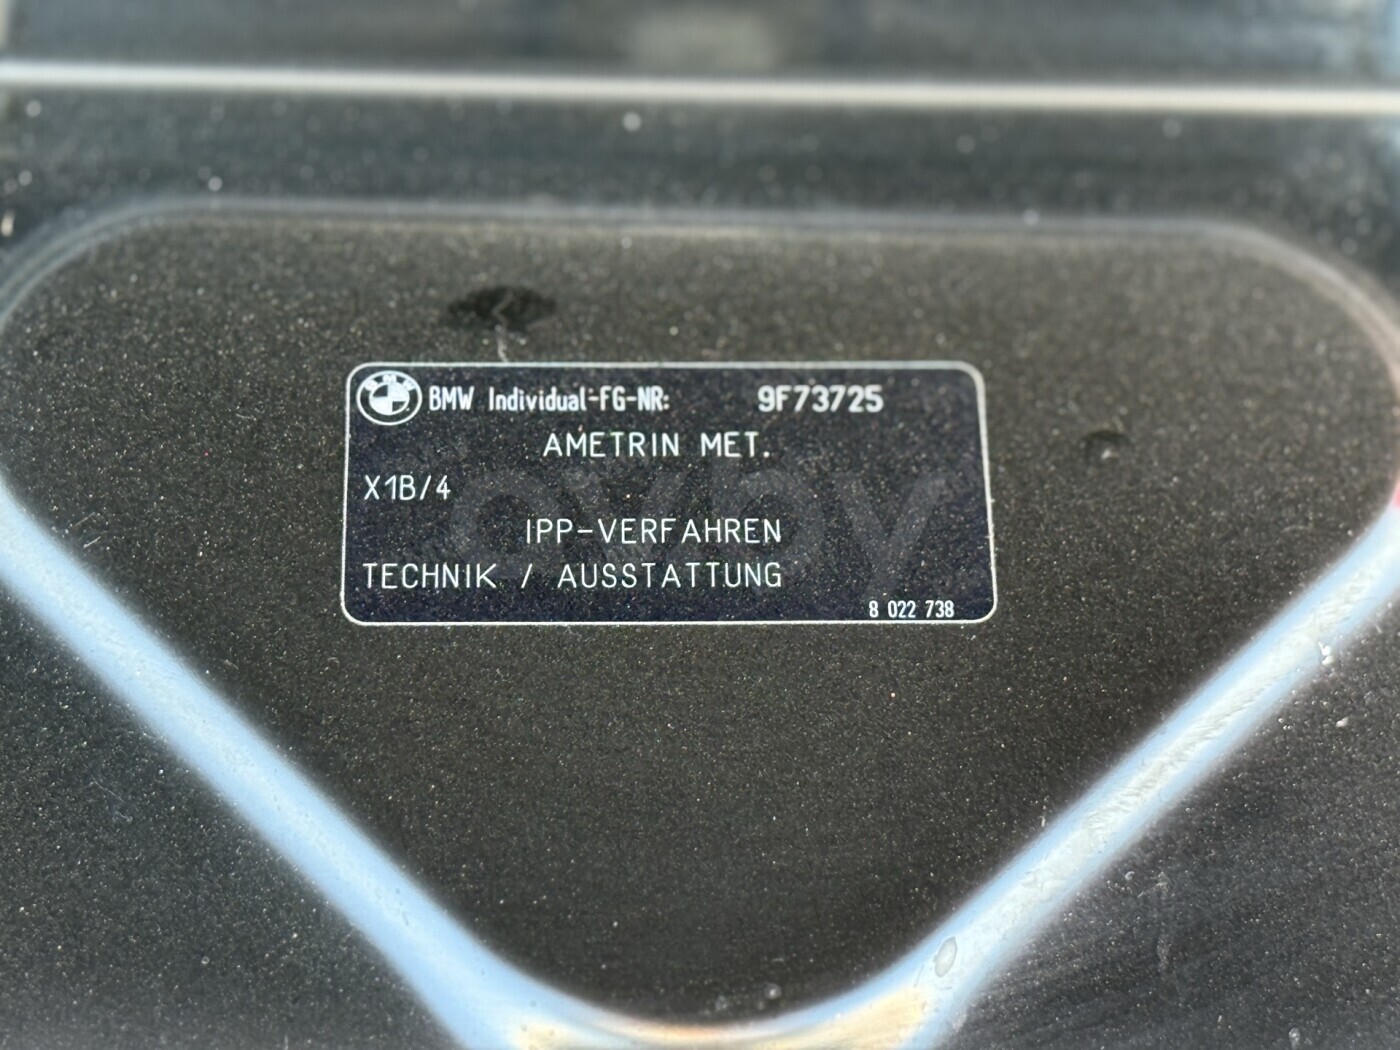 BMW Individual-FG-NR: 9F73725
AMETRIN MET.
X1B/4
IPP-VERFAHREN
TECHNIK / AUSSTATTUNG
8 022 738